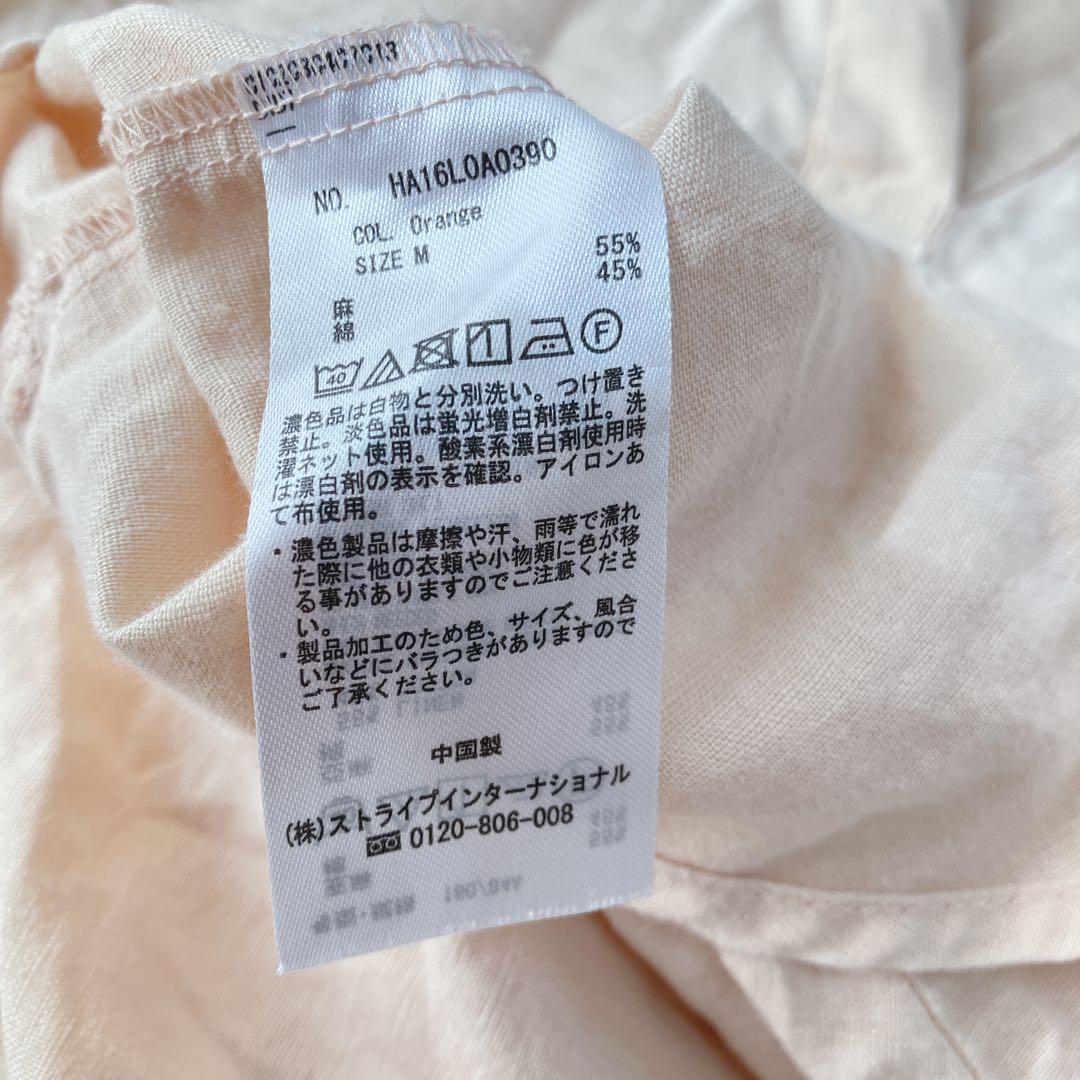 NO. HA16L0A0390
COL. Orange
SIZE M
麻 55%
綿 45%
40 1 F
濃色品は白物と分別洗い。つけ置き
禁止。淡色品は蛍光増白剤禁止。洗
濯ネット使用。酸素系漂白剤使用時
は漂白剤の表示を確認。アイロンあ
て布使用。
・濃色製品は摩擦や汗、雨等で濡れ
た際に他の衣類や小物類に色が移
る事がありますのでご注意くださ
い。
・製品加工のため色、サイズ、風合
いなどにバラつきがありますので
ご了承ください。
中国製
(株)ストライプインターナショナル
0120-806-008